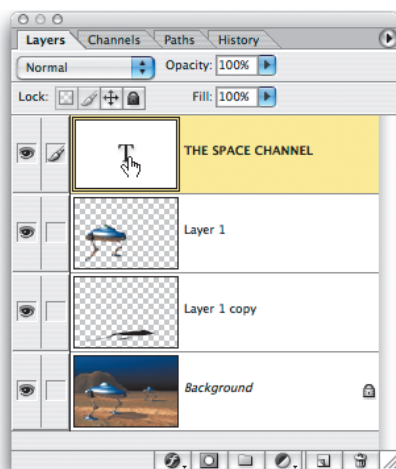 Layers Channels Paths History
Normal Opacity: 100%
Lock: Fill: 100%
T THE SPACE CHANNEL
Layer 1
Layer 1 copy
Background